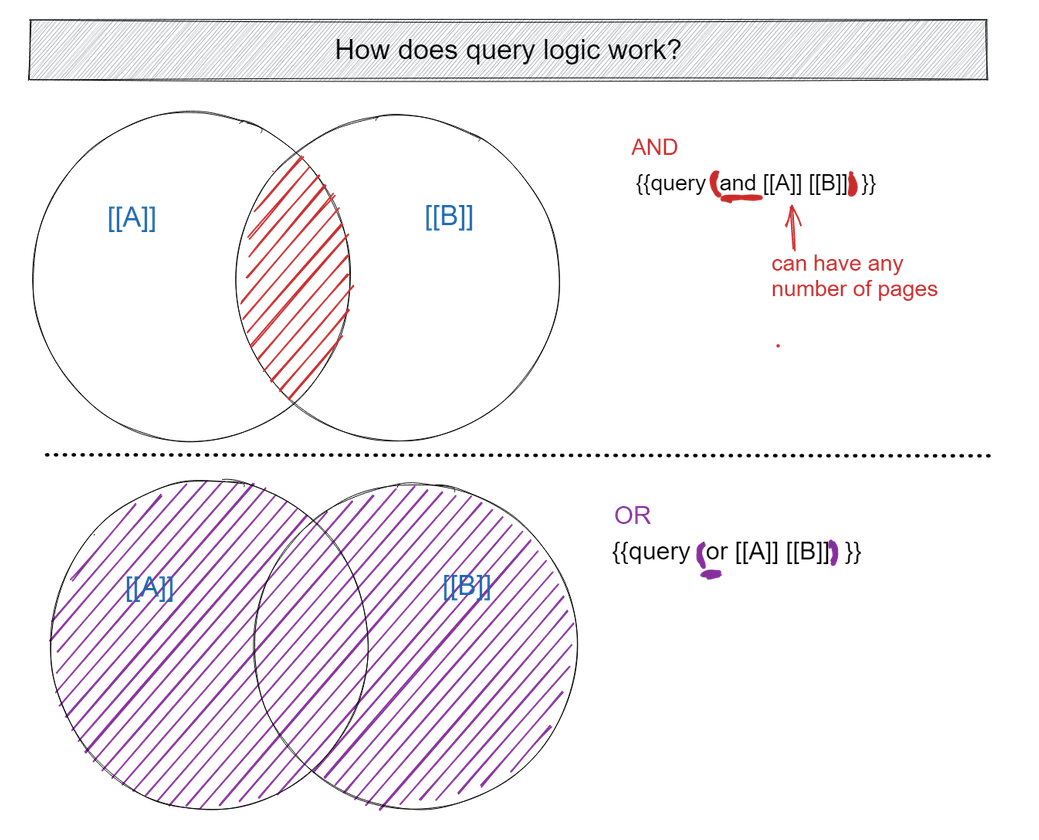 How does query logic work?
[[A]]
[[B]]
AND
{{query (and [[A]] [[B]]) }}
can have any
number of pages
[[A]]
[[B]]
OR
{{query (or [[A]] [[B]]) }}